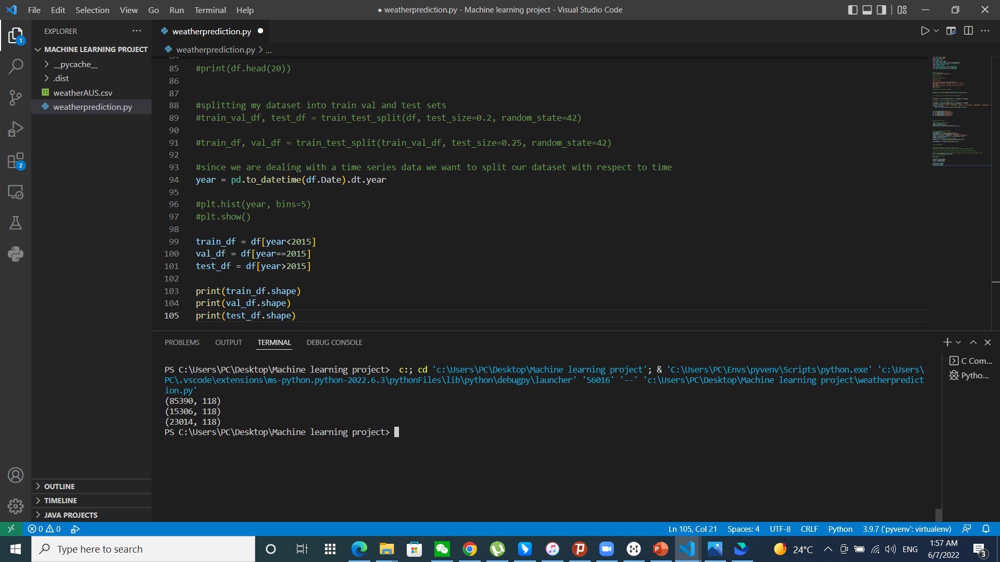 File Edit Selection View Go Run Terminal Help
● weatherprediction.py - Machine learning project - Visual Studio Code
EXPLORER
weatherprediction.py
1
MACHINE LEARNING PROJECT
weatherprediction.py > ...
__pycache__
.dist
weatherAUS.csv
weatherprediction.py
2
84
85 #print(df.head(20))
86
87
88 #splitting my dataset into train val and test sets
89 #train_val_df, test_df = train_test_split(df, test_size=0.2, random_state=42)
90
91 #train_df, val_df = train_test_split(train_val_df, test_size=0.25, random_state=42)
92
93 #since we are dealing with a time series data we want to split our dataset with respect to time
94 year = pd.to_datetime(df.Date).dt.year
95
96 #plt.hist(year, bins=5)
97 #plt.show()
98
99 train_df = df[year<2015]
100 val_df = df[year==2015]
101 test_df = df[year>2015]
102
103 print(train_df.shape)
104 print(val_df.shape)
105 print(test_df.shape)
PROBLEMS OUTPUT TERMINAL DEBUG CONSOLE
PS C:\Users\PC\Desktop\Machine learning project>  c:; cd 'c:\Users\PC\Desktop\Machine learning project'; & 'C:\Users\PC\Envs\pyvenv\Scripts\python.exe' 'c:\Users\
PC\.vscode\extensions\ms-python.python-2022.6.3\pythonFiles\lib\python\debugpy\launcher' '56016' '--' 'c:\Users\PC\Desktop\Machine learning project\weatherpredict
ion.py'
(85390, 118)
(15306, 118)
(23014, 118)
PS C:\Users\PC\Desktop\Machine learning project>
C Com...
Pytho...
OUTLINE
TIMELINE
JAVA PROJECTS
0 0
Ln 105, Col 21 Spaces: 4 UTF-8 CRLF Python 3.9.7 ('pyvenv': virtualenv)
Type here to search
24°C
ENG
1:57 AM
6/7/2022
3